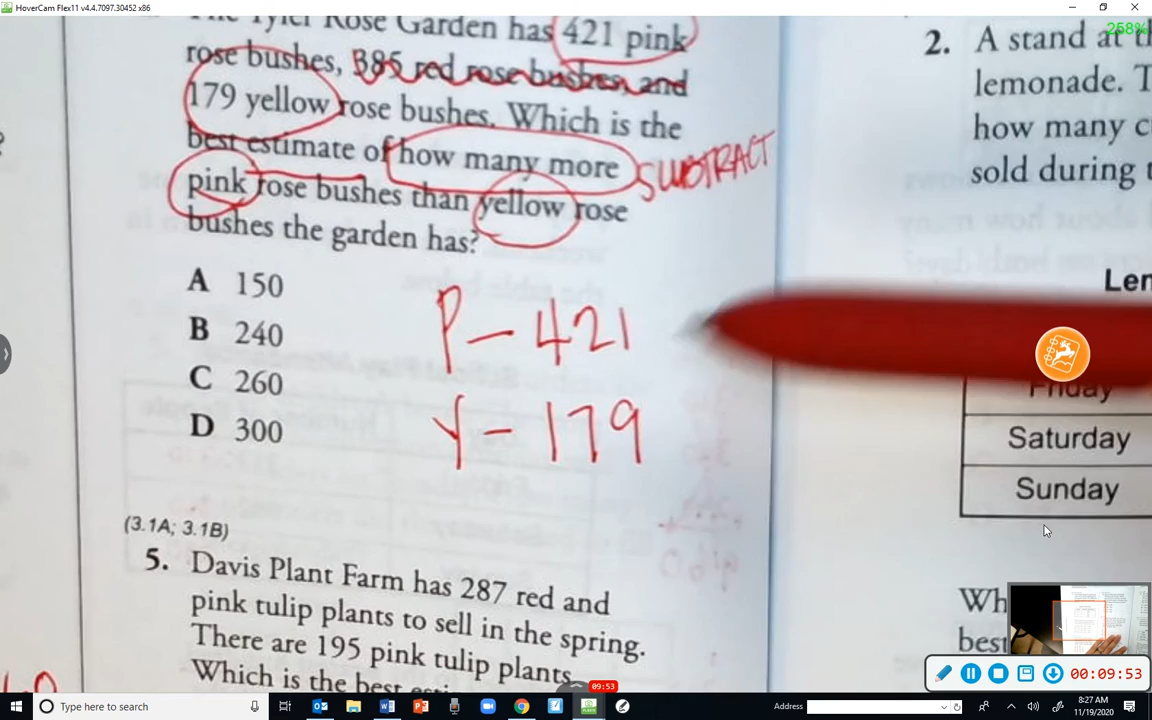 HoverCam Flex11 v4.4.7097.30452 x86
258%
Tyler Rose Garden has 421 pink
rose bushes, 385 red rose bushes, and
179 yellow rose bushes. Which is the
best estimate of how many more
SUBTRACT
pink rose bushes than yellow rose
bushes the garden has?
A 150
B 240
C 260
D 300
P - 421
Y - 179
(3.1A; 3.1B)
5. Davis Plant Farm has 287 red and
pink tulip plants to sell in the spring.
There are 195 pink tulip plants.
Which is the best
2. A stand at
lemonade.
how many
sold during
Friday
Saturday
Sunday
best
00:09:53
09:53
Type here to search
Address
8:27 AM
11/19/2020